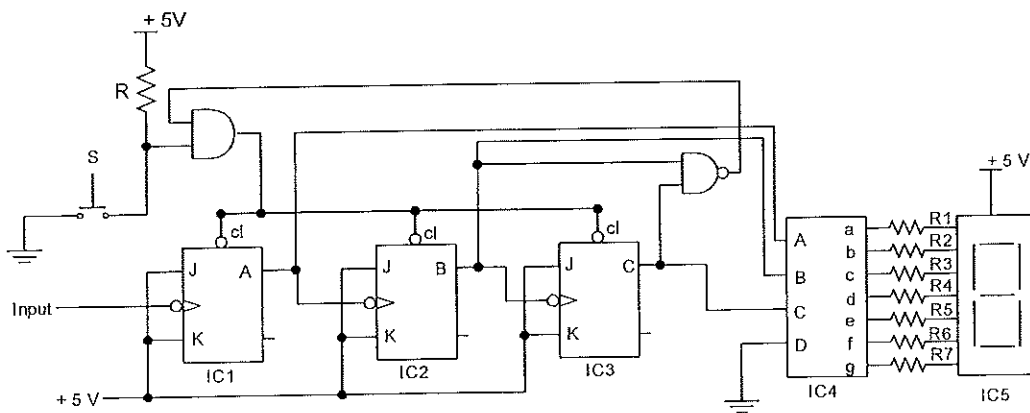 + 5V
R
S
+ 5 V
cl
cl
cl
a
R1
b
R2
c
R3
d
R4
e
R5
f
R6
g
R7
A
B
C
D
J
A
J
B
J
C
Input
K
K
K
IC1
IC2
IC3
IC4
IC5
+ 5 V